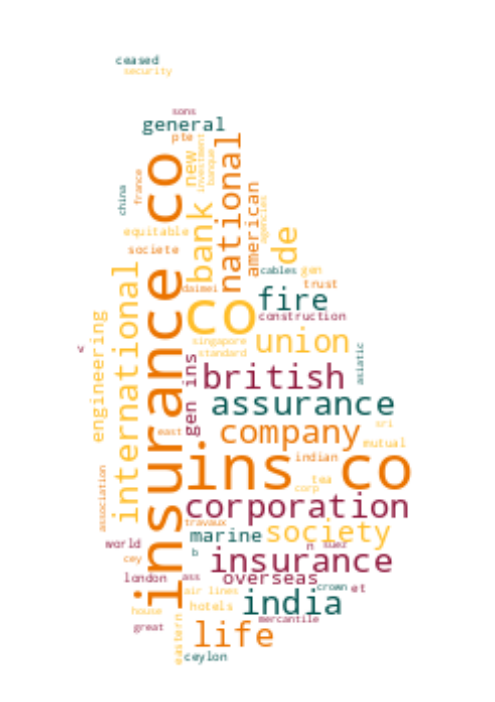 ceased
security
sons
general
pte
insurance co
national
investment
banque
new
france
china
american
agencies
bank
de
equitable
societe
cables
gen
trust
daimei
international
co
fire
construction
engineering
v
singapore
standard
union
asiatic
gen ins
british
assurance
east
company
sri
mutual
association
ins co
indian
tea
corp
corporation
travaux
marine
society
world
b
n
suez
cey
insurance
london
ass
overseas
air lines
crown
et
house
hotels
india
great
eastern
life
mercantile
ceylon